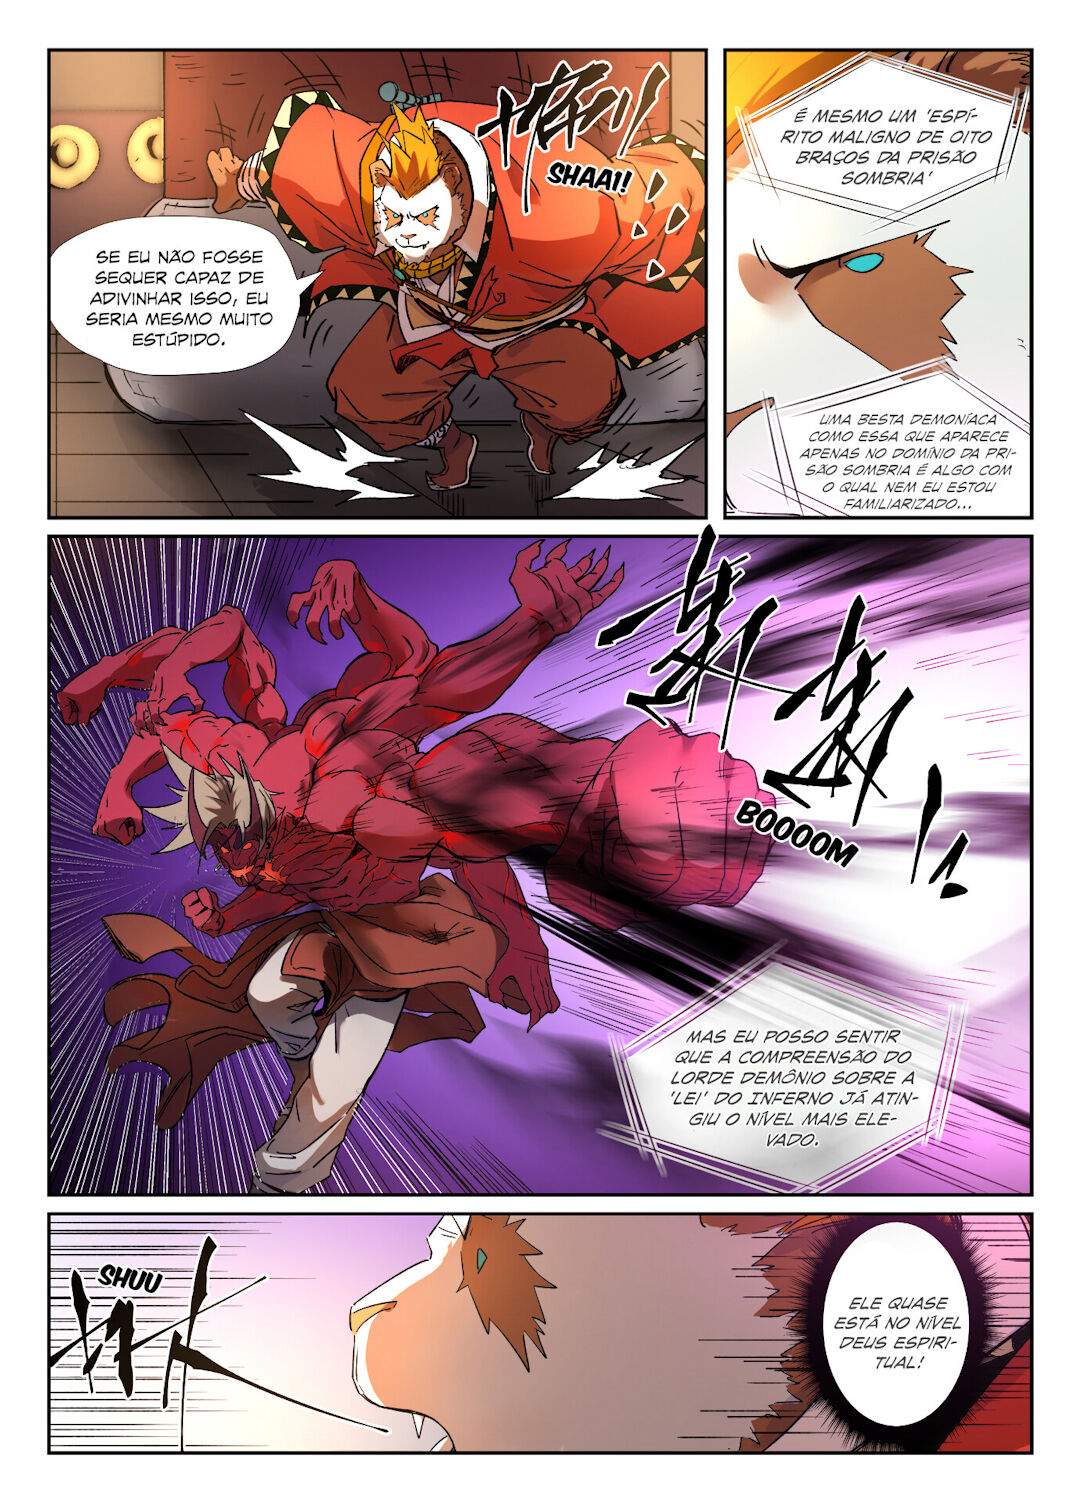 SHAAI!
SE EU NÃO FOSSE
SEQUER CAPAZ DE
ADIVINHAR ISSO, EU
SERIA MESMO MUITO
ESTÚPIDO.
É MESMO UM 'ESPÍ-
RITO MALIGNO DE OITO
BRAÇOS DA PRISÃO
SOMBRIA'
UMA BESTA DEMONÍACA
COMO ESSA QUE APARECE
APENAS NO DOMÍNIO DA PRI-
SÃO SOMBRIA É ALGO COM
O QUAL NEM EU ESTOU
FAMILIARIZADO...
BOOOOM
MAS EU POSSO SENTIR
QUE A COMPREENSÃO DO
LORDE DEMÔNIO SOBRE A
'LEI' DO INFERNO JÁ ATIN-
GIU O NÍVEL MAIS ELE-
VADO.
SHUU
ELE QUASE
ESTÁ NO NÍVEL
DEUS ESPIRI-
TUAL!